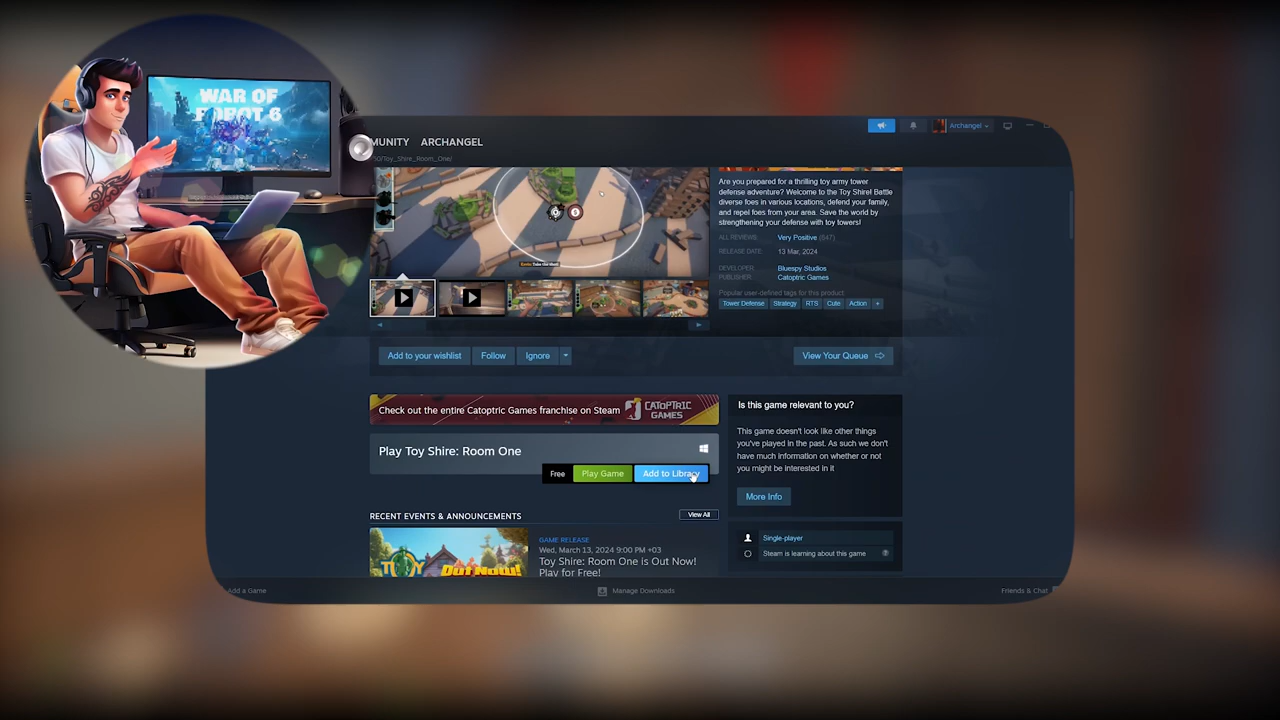 WAR OF
ROBOT 6
MUNITY ARCHANGEL
Archangel
50/Toy_Shire_Room_One/
Are you prepared for a thrilling toy army tower
defense adventure? Welcome to the Toy Shire! Battle
diverse foes in various locations, defend your family,
and repel foes from your area. Save the world by
strengthening your defense with toy towers!
ALL REVIEWS: Very Positive (647)
RELEASE DATE: 13 Mar, 2024
DEVELOPER: Bluespy Studios
PUBLISHER: Catoptric Games
Popular user-defined tags for this product:
Tower Defense Strategy RTS Cute Action +
Add to your wishlist Follow Ignore
View Your Queue
Check out the entire Catoptric Games franchise on Steam
CATOPTRIC
GAMES
Play Toy Shire: Room One
Free Play Game Add to Library
Is this game relevant to you?
This game doesn't look like other things
you've played in the past. As such we don't
have much information on whether or not
you might be interested in it
More Info
RECENT EVENTS & ANNOUNCEMENTS View All
TOY
Out Now!
GAME RELEASE
Wed, March 13, 2024 9:00 PM +03
Toy Shire: Room One is Out Now!
Play for Free!
Single-player
Steam is learning about this game
Add a Game
Manage Downloads
Friends & Chat